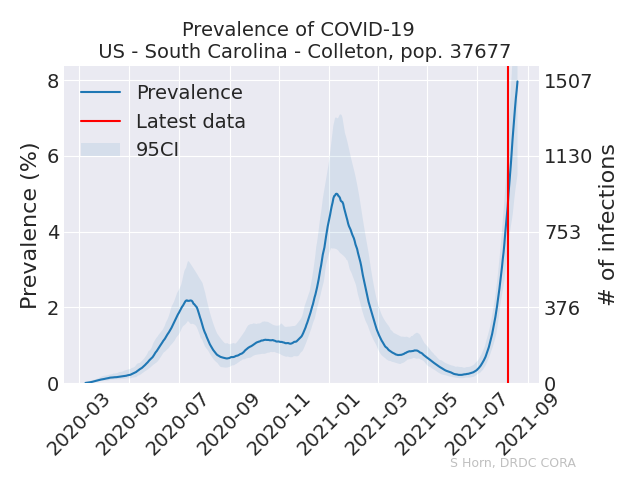 Prevalence of COVID-19
US - South Carolina - Colleton, pop. 37677
Prevalence
Latest data
95CI
Prevalence (%)
8
6
4
2
0
1507
1130
753
376
0
# of infections
2020-03
2020-05
2020-07
2020-09
2020-11
2021-01
2021-03
2021-05
2021-07
2021-09
S Horn, DRDC CORA